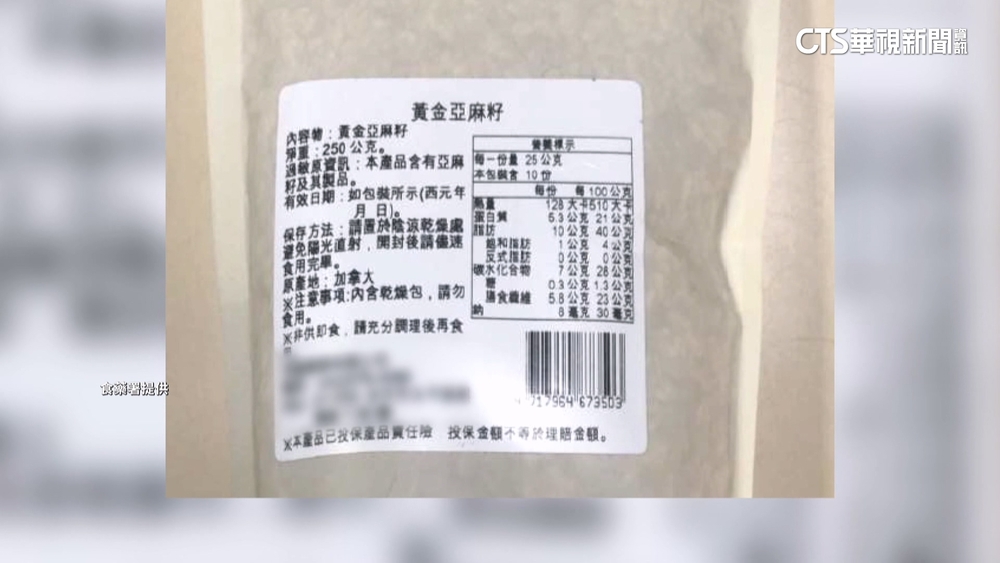 CTS華視新聞資訊
黃金亞麻籽
內容物：黃金亞麻籽
淨重：250 公克。
過敏原資訊：本產品含有亞麻
籽及其製品。
有效日期：如包裝所示(西元年
月 日)。
保存方法：請置於陰涼乾燥處
避免陽光直射，開封後請儘速
食用完畢。
原產地：加拿大
※注意事項:內含乾燥包，請勿
食用。
※非供即食，請充分調理後再食
營養標示
每一份量 25 公克
本包裝含 10 份
每份 每 100 公克
熱量 128 大卡 510 大卡
蛋白質 5.3 公克 21 公克
脂肪 10 公克 40 公克
飽和脂肪 1 公克 4 公克
反式脂肪 0 公克 0 公克
碳水化合物 7 公克 28 公克
糖 0.3 公克 1.3 公克
膳食纖維 5.8 公克 23 公克
鈉 8 毫克 30 毫克
4 717964 673503
※本產品已投保產品責任險 投保金額不等於理賠金額。
食藥署提供